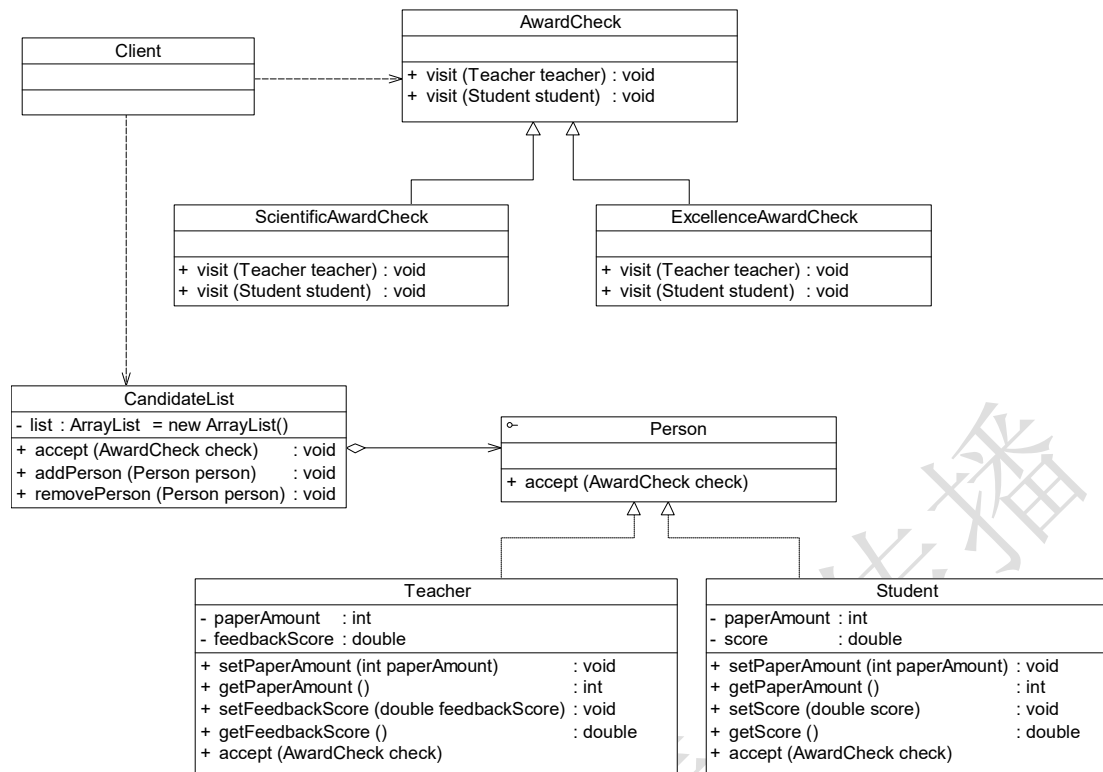 Client
AwardCheck
+ visit (Teacher teacher) : void
+ visit (Student student) : void
ScientificAwardCheck
+ visit (Teacher teacher) : void
+ visit (Student student) : void
ExcellenceAwardCheck
+ visit (Teacher teacher) : void
+ visit (Student student) : void
CandidateList
- list : ArrayList = new ArrayList()
+ accept (AwardCheck check) : void
+ addPerson (Person person) : void
+ removePerson (Person person) : void
Person
+ accept (AwardCheck check)
Teacher
- paperAmount : int
- feedbackScore : double
+ setPaperAmount (int paperAmount) : void
+ getPaperAmount () : int
+ setFeedbackScore (double feedbackScore) : void
+ getFeedbackScore () : double
+ accept (AwardCheck check)
Student
- paperAmount : int
- score : double
+ setPaperAmount (int paperAmount) : void
+ getPaperAmount () : int
+ setScore (double score) : void
+ getScore () : double
+ accept (AwardCheck check)
播